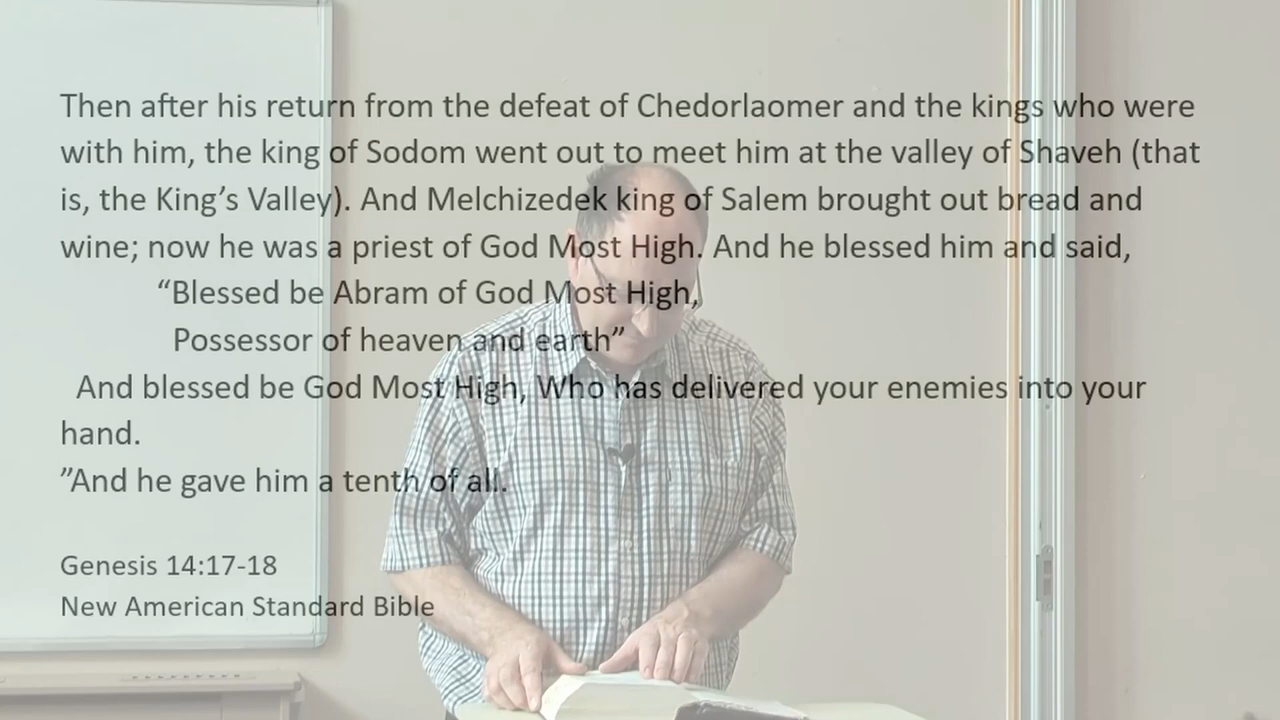 Then after his return from the defeat of Chedorlaomer and the kings who were
with him, the king of Sodom went out to meet him at the valley of Shaveh (that
is, the King’s Valley). And Melchizedek king of Salem brought out bread and
wine; now he was a priest of God Most High. And he blessed him and said,
“Blessed be Abram of God Most High,
Possessor of heaven and earth”
And blessed be God Most High, Who has delivered your enemies into your
hand.
”And he gave him a tenth of all.
Genesis 14:17-18
New American Standard Bible